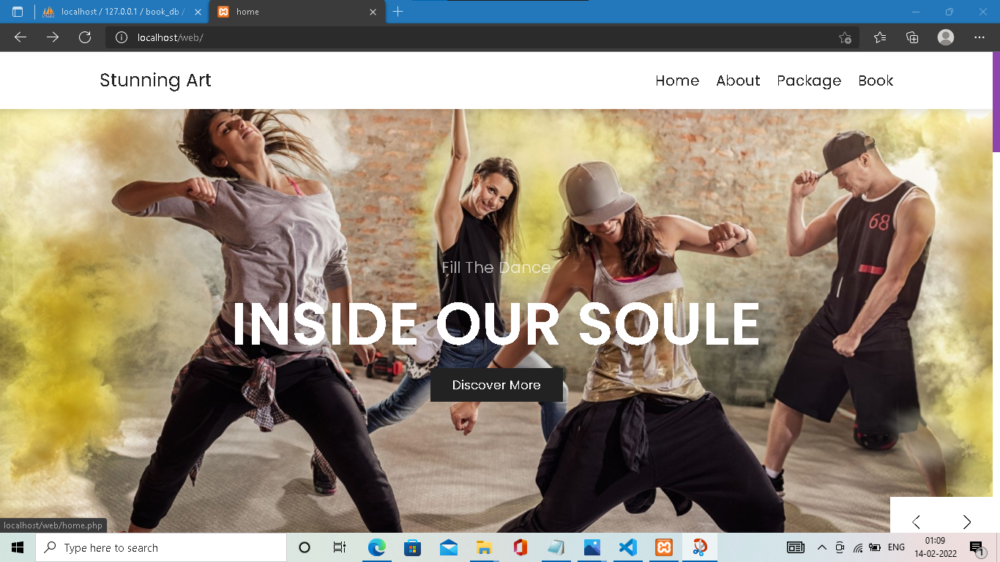 localhost / 127.0.0.1 / book_db /
home
localhost/web/
Stunning Art
Home About Package Book
68
Fill The Dance
INSIDE OUR SOULE
Discover More
localhost/web/home.php
Type here to search
ENG
01:09
14-02-2022
1